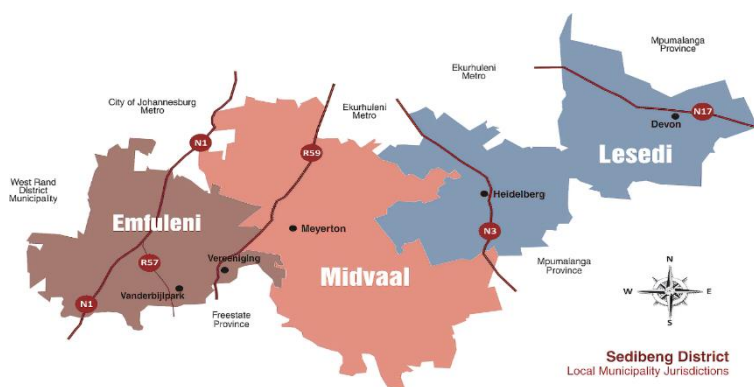 Mpumalanga
Province
Ekurhuleni
Metro
City of Johannesburg
Metro
Ekurhuleni
Metro
N17
Devon
N1
R59
Lesedi
West Rand
District
Municipality
Emfuleni
Heidelberg
Meyerton
N3
Vereeniging
R57
Midvaal
Mpumalanga
Province
Vanderbijlpark
N1
Freestate
Province
N
W
E
S
Sedibeng District
Local Municipality Jurisdictions